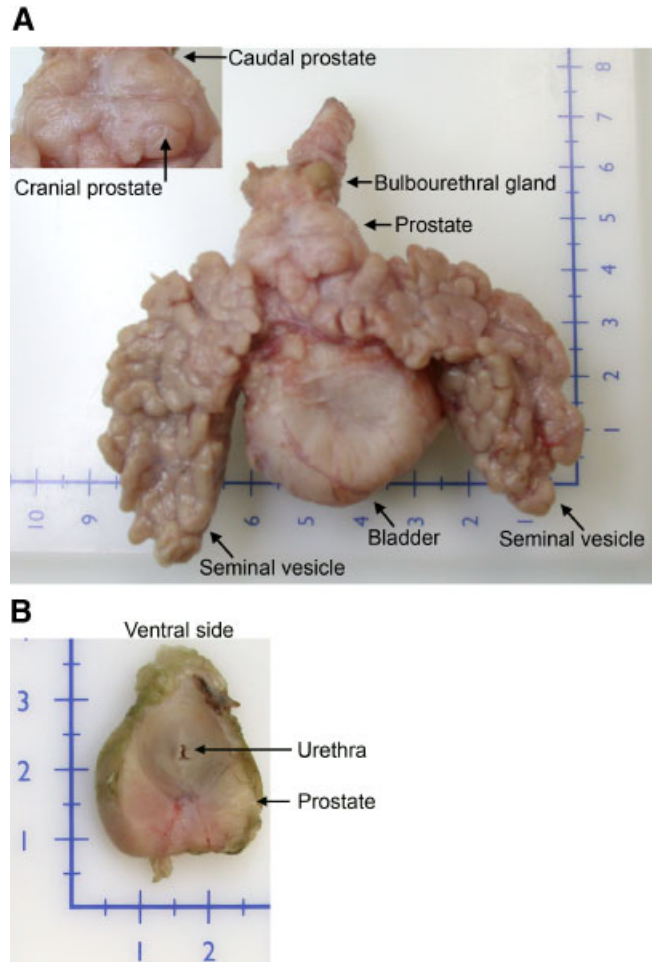 A
Caudal prostate
Cranial prostate
Bulbourethral gland
Prostate
8
7
6
5
4
3
2
1
10
9
6
5
4
3
2
1
Bladder
Seminal vesicle
Seminal vesicle
B
Ventral side
3
2
1
Urethra
Prostate
1
2